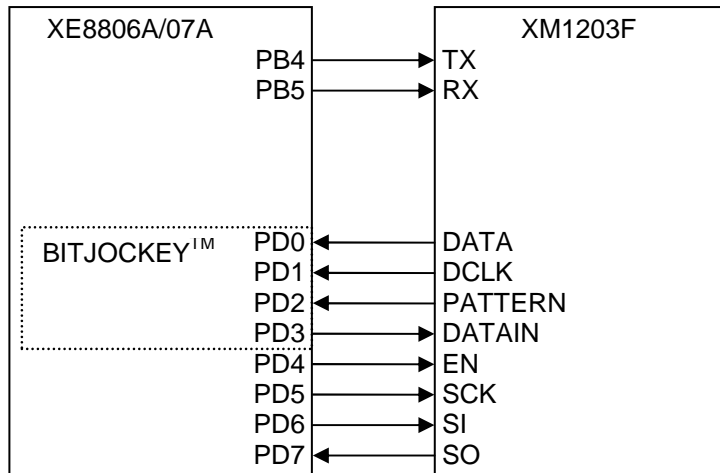 XE8806A/07A XM1203F
PB4 TX
PB5 RX
BITJOCKEY™
PD0 DATA
PD1 DCLK
PD2 PATTERN
PD3 DATAIN
PD4 EN
PD5 SCK
PD6 SI
PD7 SO